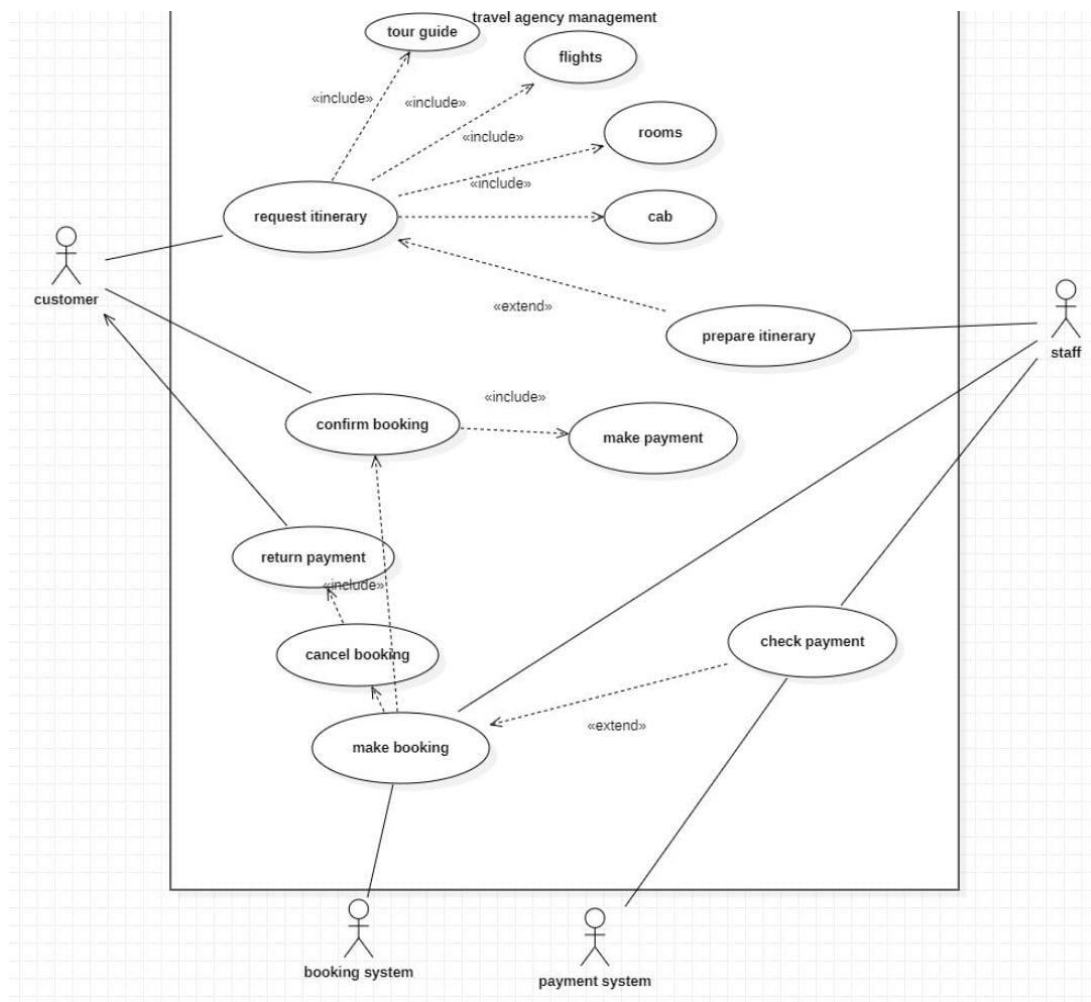 travel agency management
tour guide
flights
«include»
«include»
«include»
rooms
«include»
request itinerary
cab
customer
«extend»
prepare itinerary
staff
«include»
confirm booking
make payment
return payment
«include»
check payment
cancel booking
«extend»
make booking
booking system
payment system